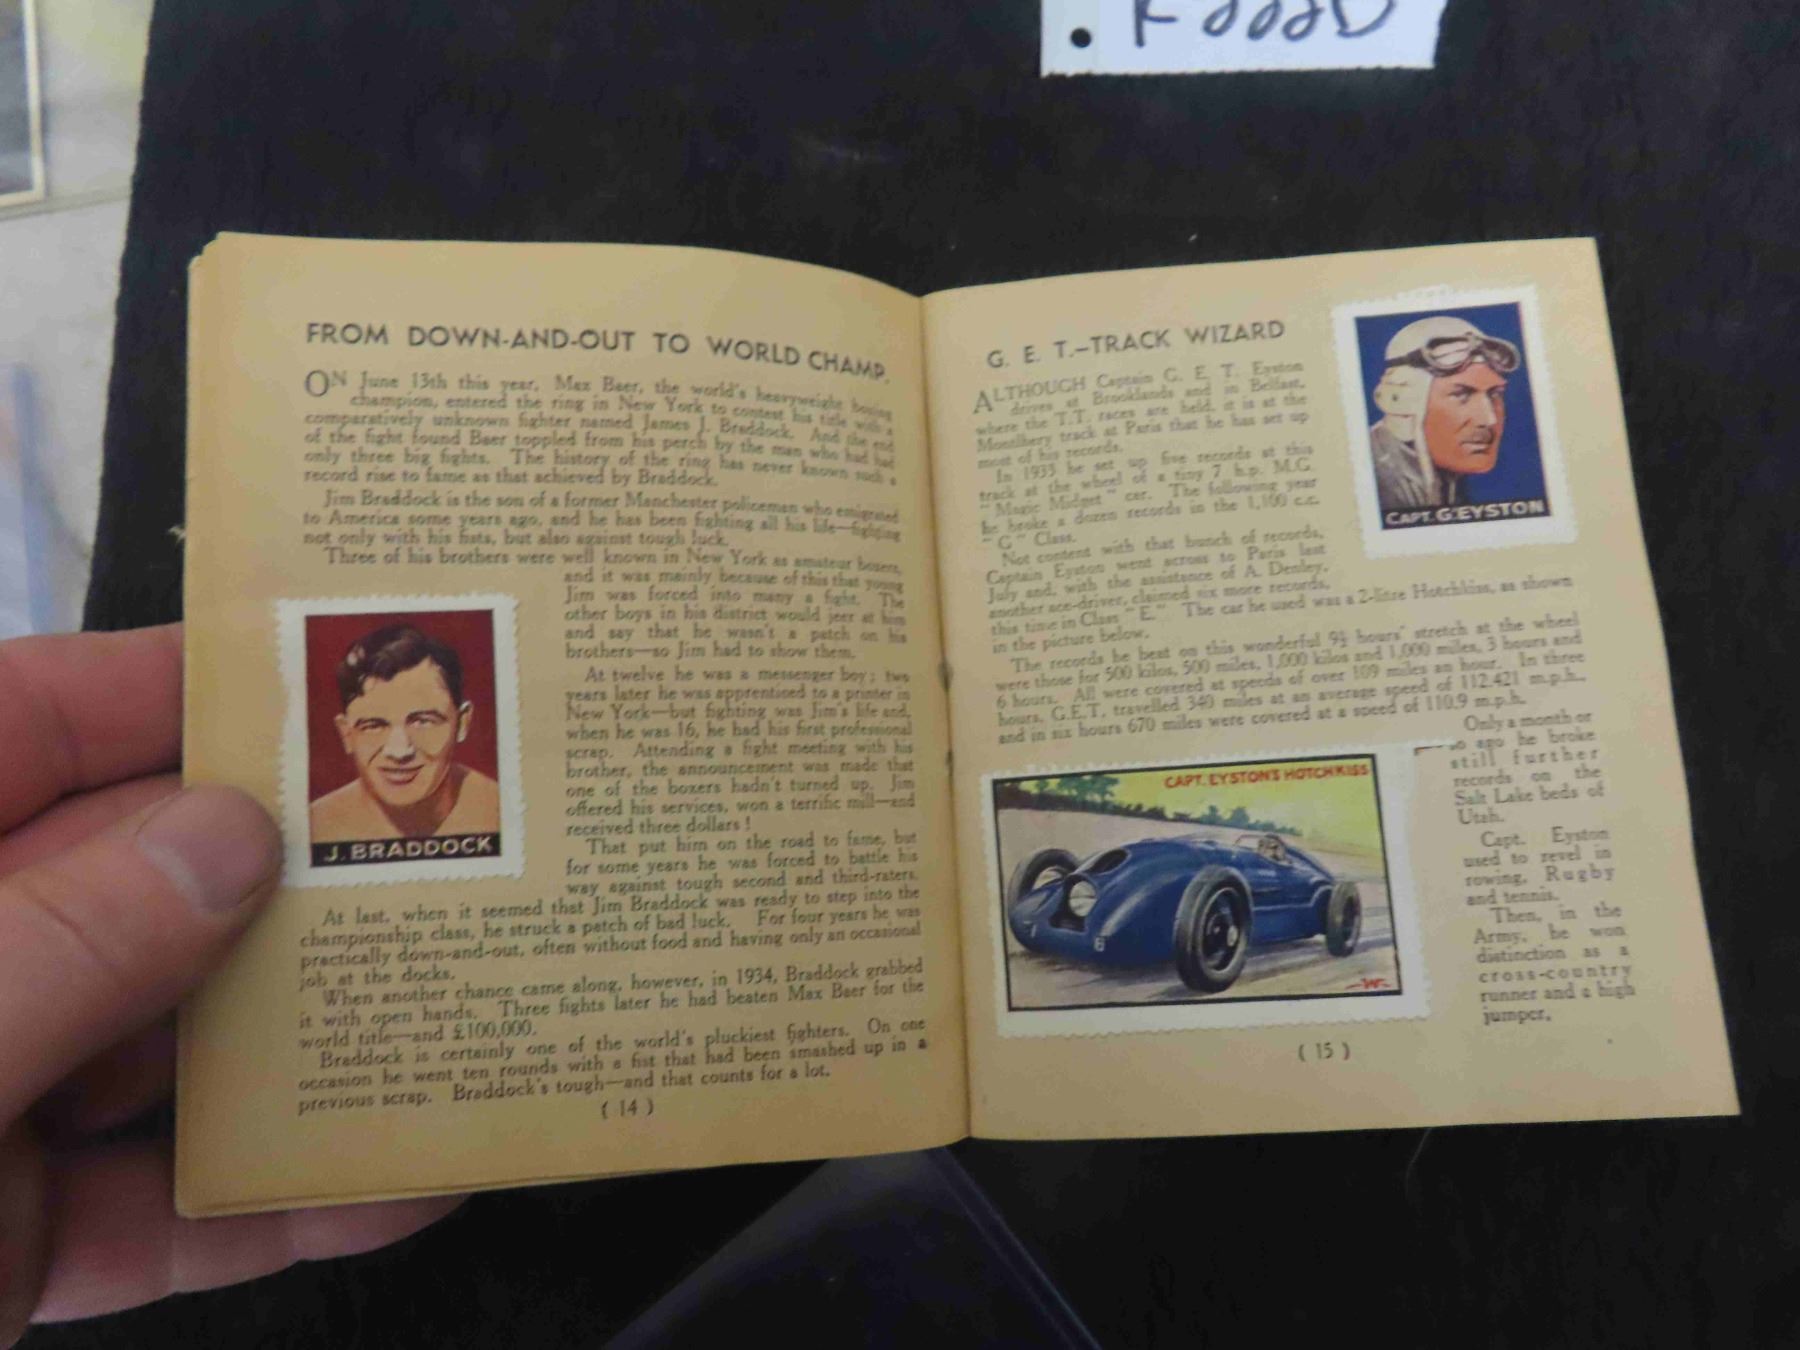 FROM DOWN-AND-OUT TO WORLD CHAMP.
ON June 13th this year, Max Baer, the world's heavyweight boxing
champion, entered the ring in New York to contest his title with a
comparatively unknown fighter named James J. Braddock. And the end
of the fight found Baer toppled from his perch by the man who had had
only three big fights. The history of the ring has never known such a
record rise to fame as that achieved by Braddock.
Jim Braddock is the son of a former Manchester policeman who emigrated
to America some years ago, and he has been fighting all his life—fighting
not only with his fists, but also against tough luck.
Three of his brothers were well known in New York as amateur boxers,
and it was mainly because of this that young
Jim was forced into many a fight. The
other boys in his district would jeer at him
and say that he wasn't a patch on his
brothers—so Jim had to show them.
At twelve he was a messenger boy; two
years later he was apprenticed to a printer in
New York—but fighting was Jim's life and,
when he was 16, he had his first professional
scrap. Attending a fight meeting with his
brother, the announcement was made that
one of the boxers hadn't turned up. Jim
offered his services, won a terrific mill—and
received three dollars!
That put him on the road to fame, but
for some years he was forced to battle his
way against tough second and third-raters.
J. BRADDOCK
At last, when it seemed that Jim Braddock was ready to step into the
championship class, he struck a patch of bad luck. For four years he was
practically down-and-out, often without food and having only an occasional
job at the docks.
When another chance came along, however, in 1934, Braddock grabbed
it with open hands. Three fights later he had beaten Max Baer for the
world title—and £100,000.
Braddock is certainly one of the world's pluckiest fighters. On one
occasion he went ten rounds with a fist that had been smashed up in a
previous scrap. Braddock's tough—and that counts for a lot.
( 14 )
G. E. T.—TRACK WIZARD
ALTHOUGH Captain G. E. T. Eyston
drives at Brooklands and in Belfast,
where the T.T. races are held, it is at the
Montlhery track at Paris that he has set up
most of his records.
In 1933 he set up five records at this
track at the wheel of a tiny 7 h.p. M.G.
"Magic Midget" car. The following year
he broke a dozen records in the 1,100 c.c.
"G" Class.
CAPT. G. EYSTON
Not content with that bunch of records,
Captain Eyston went across to Paris last
July and, with the assistance of A. Denley,
another ace-driver, claimed six more records,
this time in Class "E." The car he used was a 2-litre Hotchkiss, as shown
in the picture below.
The records he beat on this wonderful 9½ hours' stretch at the wheel
were those for 500 kilos, 500 miles, 1,000 kilos and 1,000 miles, 3 hours and
6 hours. All were covered at speeds of over 109 miles an hour. In three
hours, G.E.T. travelled 340 miles at an average speed of 112.421 m.p.h.,
and in six hours 670 miles were covered at a speed of 110.9 m.p.h.
CAPT. EYSTON'S HOTCHKISS
Only a month or
so ago he broke
still further
records on the
Salt Lake beds of
Utah.
Capt. Eyston
used to revel in
rowing, Rugby
and tennis.
Then, in the
Army, he won
distinction as a
cross-country
runner and a high
jumper.
( 15 )